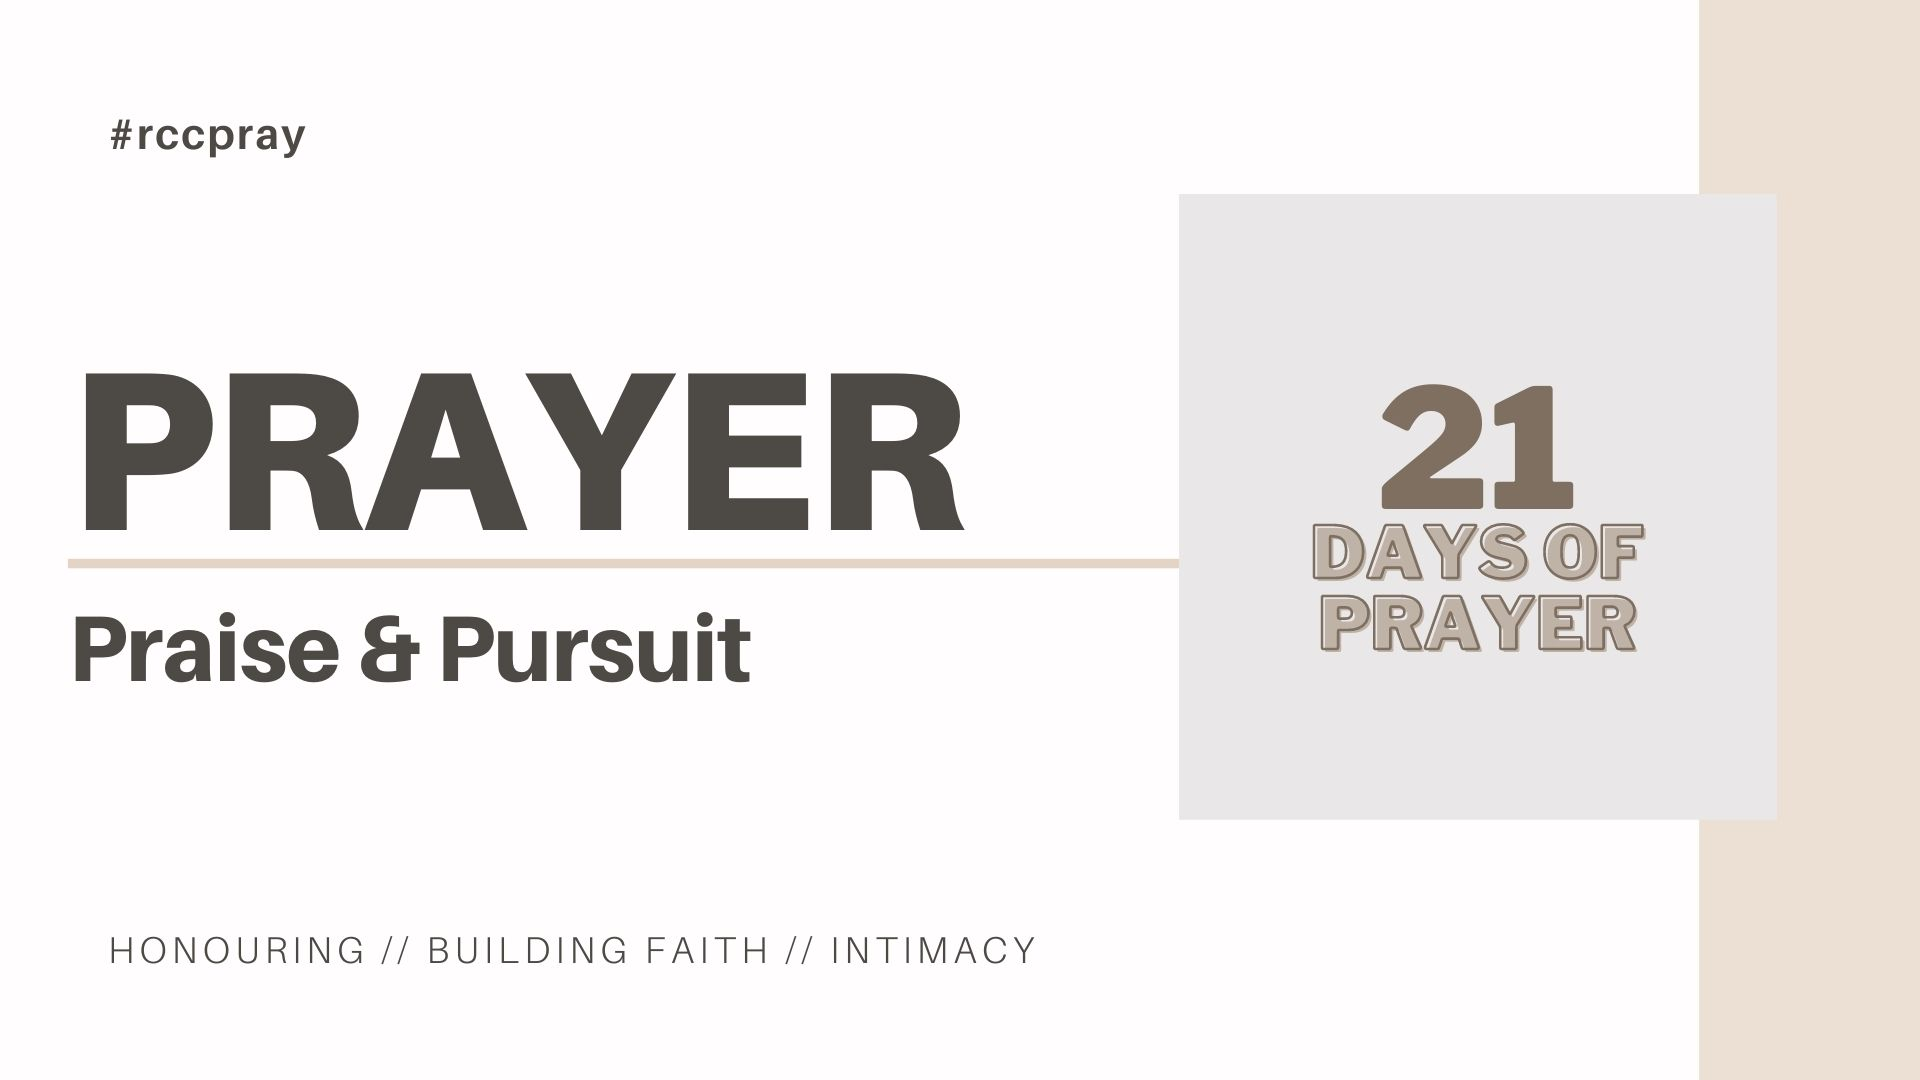 #rccpray
PRAYER
Praise & Pursuit
HONOURING // BUILDING FAITH // INTIMACY
21
DAYS OF
PRAYER